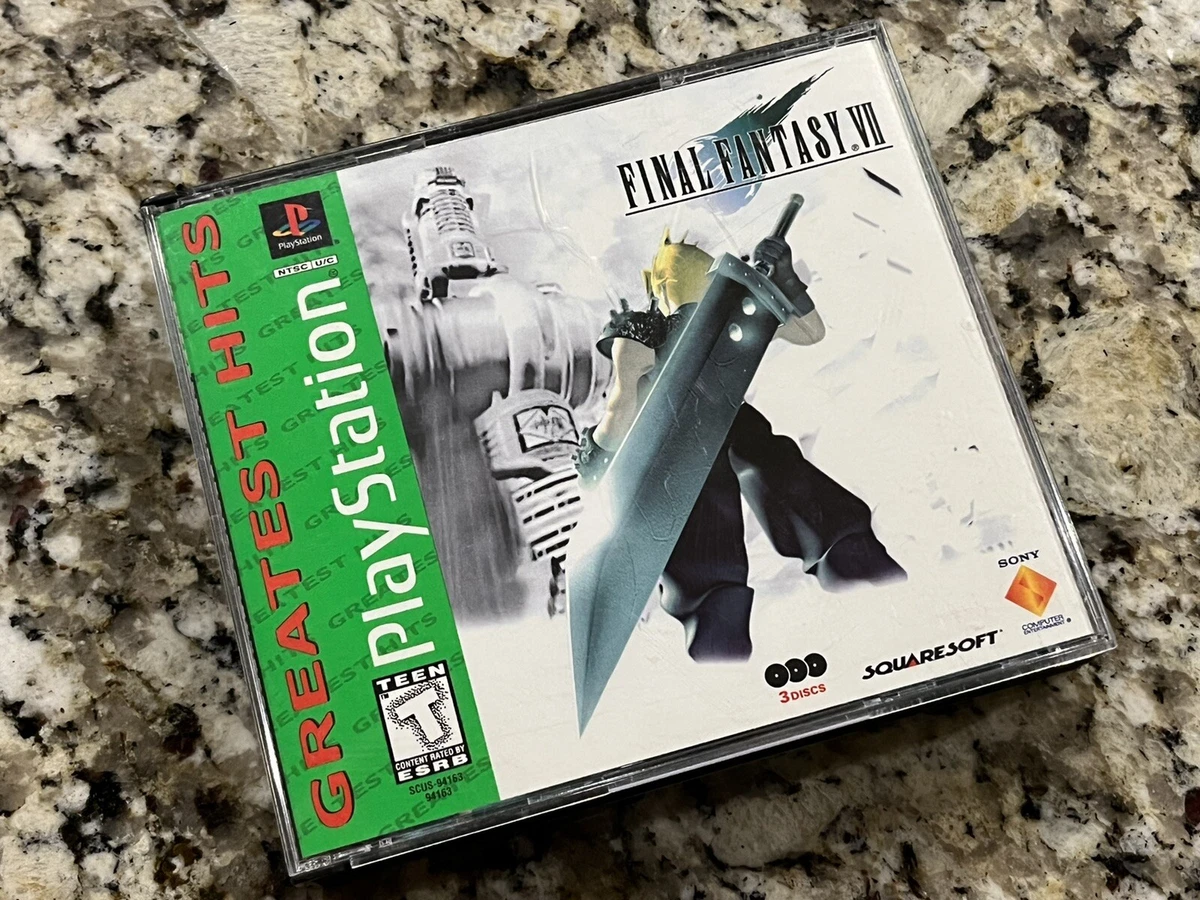 GREATEST HITS
PlayStation
NTSC U/C
PlayStation
TEEN
T
CONTENT RATED BY
ESRB
SCUS-94163
94163
FINAL FANTASY VII
3 DISCS
SQUARESOFT
SONY
COMPUTER
ENTERTAINMENT